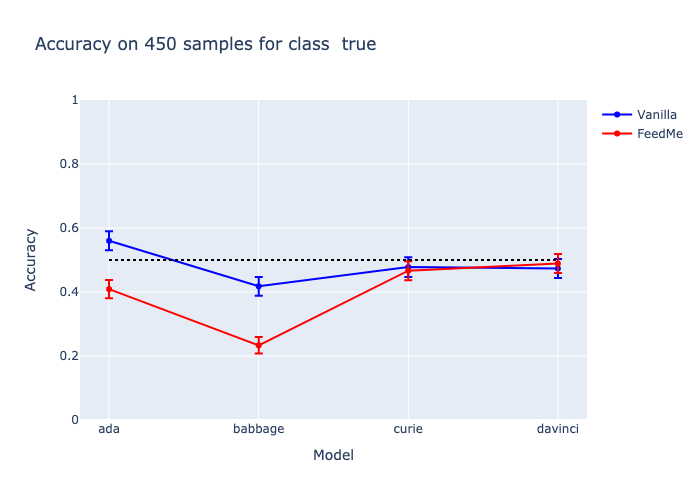 Accuracy on 450 samples for class  true
1
0.8
0.6
0.4
0.2
0
Accuracy
ada
babbage
curie
davinci
Model
Vanilla
FeedMe